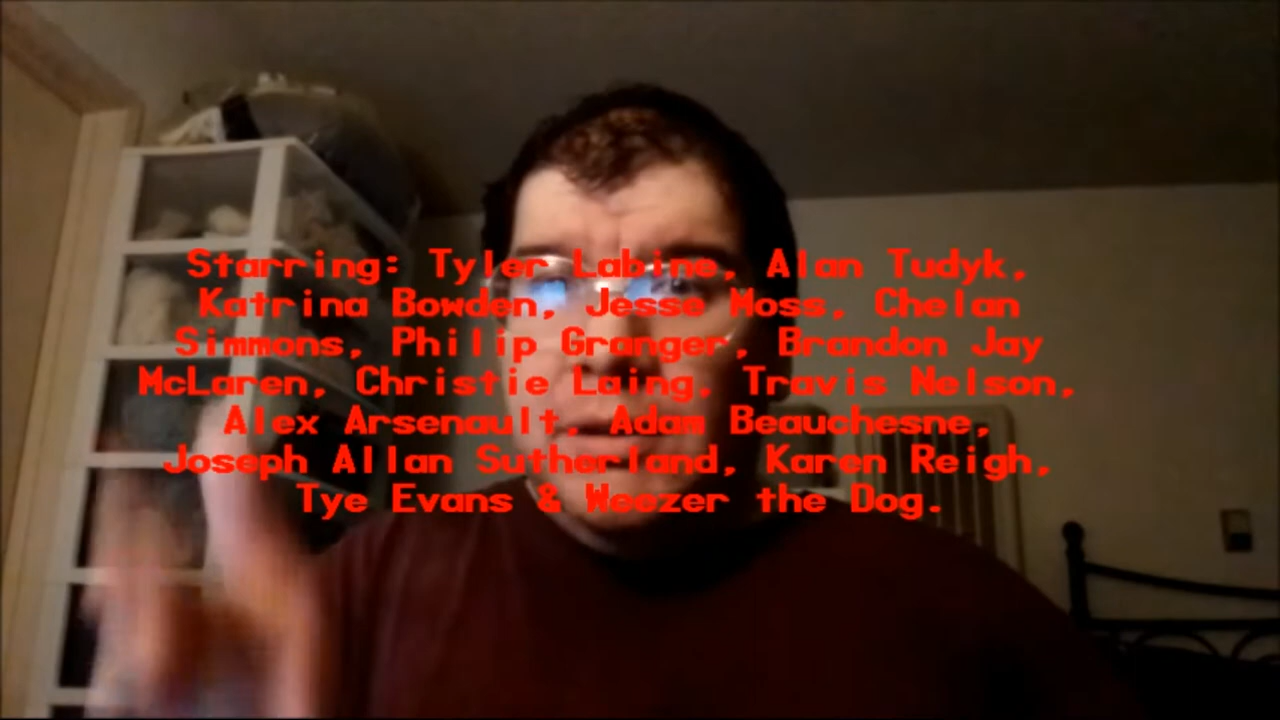 Starring: Tyler Labine, Alan Tudyk,
Katrina Bowden, Jesse Moss, Chelan
Simmons, Philip Granger, Brandon Jay
McLaren, Christie Laing, Travis Nelson,
Alex Arsenault, Adam Beauchesne,
Joseph Allan Sutherland, Karen Reigh,
Tye Evans & Weezer the Dog.